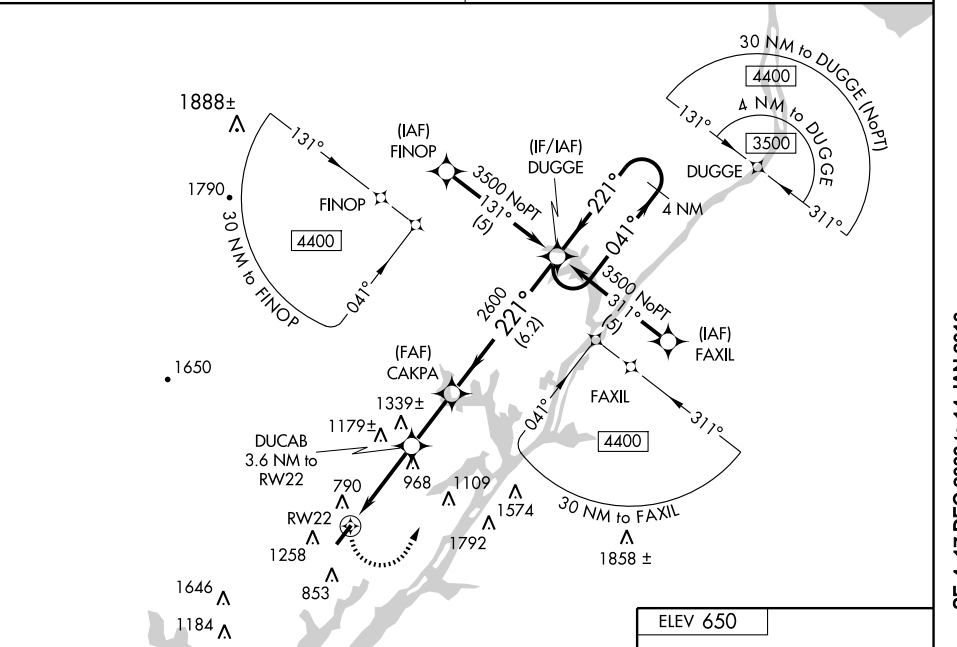 30 NM to DUGGE (NoPT)
4400
4 NM to DUGGE
3500
131°
DUGGE
311°
1888±
131°
FINOP
1790
4400
30 NM to FINOP
041°
(IAF)
FINOP
3500 NoPT
131°
(5)
(IF/IAF)
DUGGE
221°
041°
4 NM
3500 NoPT
311°
(5)
(IAF)
FAXIL
2600
221°
(6.2)
1650
(FAF)
CAKPA
FAXIL
041°
311°
4400
30 NM to FAXIL
1339±
1179±
DUCAB
3.6 NM to
RW22
968
1109
1574
790
RW22
1792
1258
1858 ±
853
1646
1184
ELEV 650